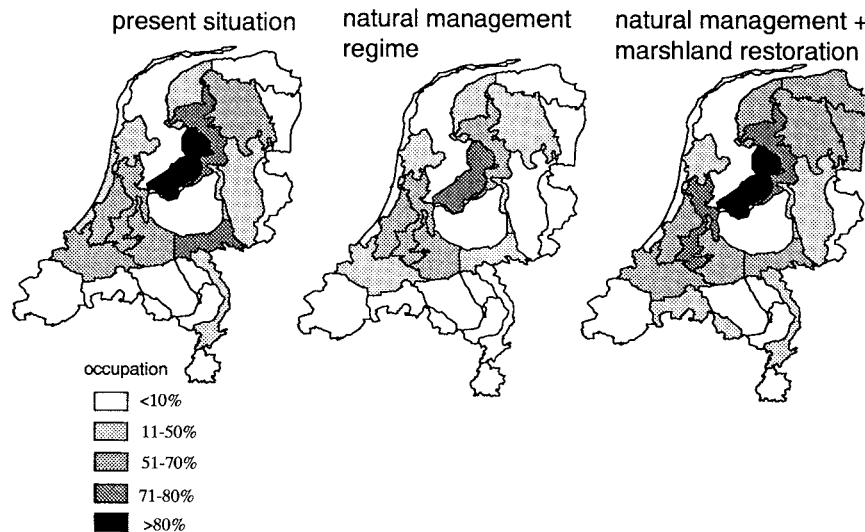 present situation
natural management
regime
natural management +
marshland restoration
occupation
<10%
11-50%
51-70%
71-80%
>80%